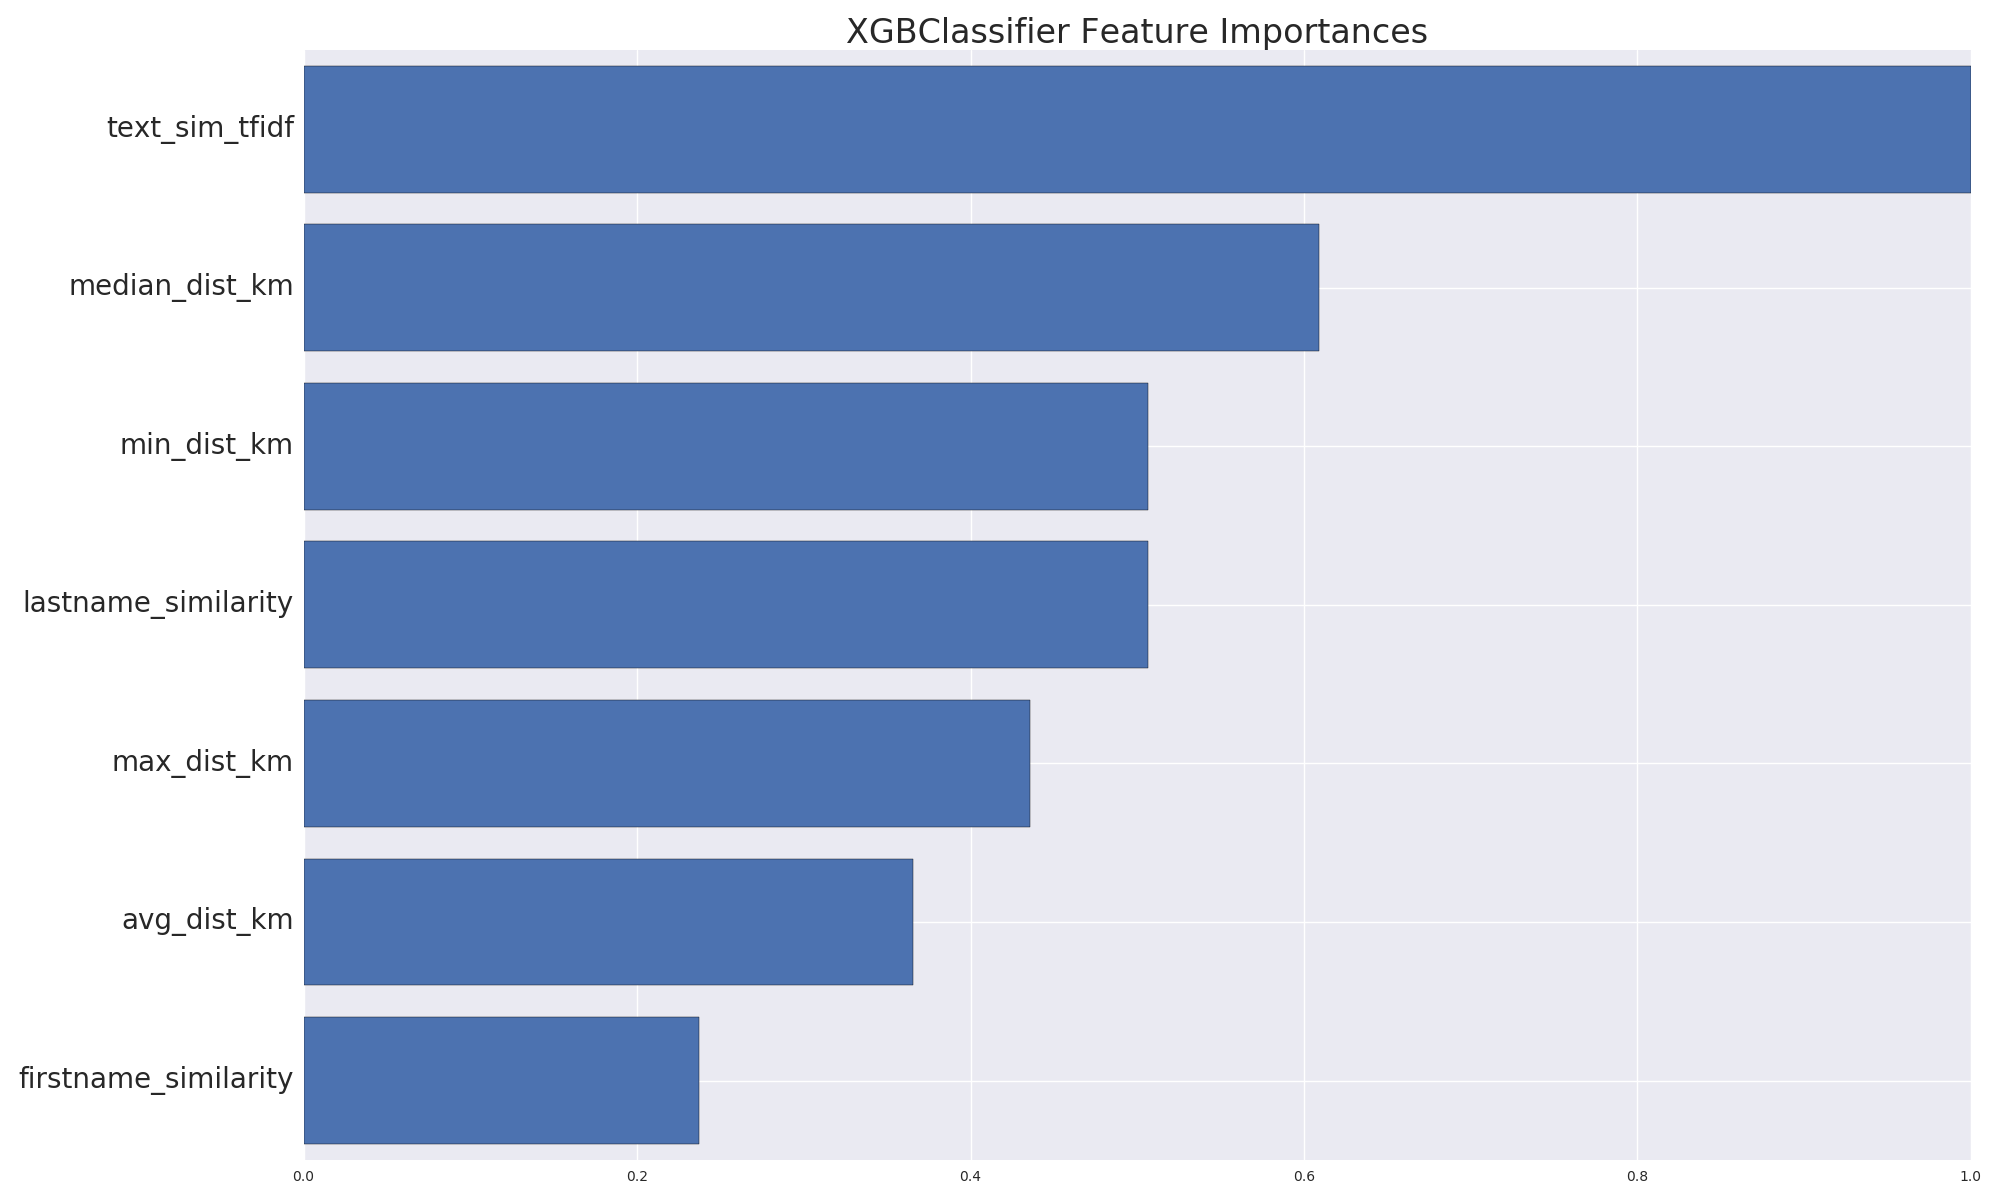 XGBClassifier Feature Importances
text_sim_tfidf
median_dist_km
min_dist_km
lastname_similarity
max_dist_km
avg_dist_km
firstname_similarity
0.0 0.2 0.4 0.6 0.8 1.0